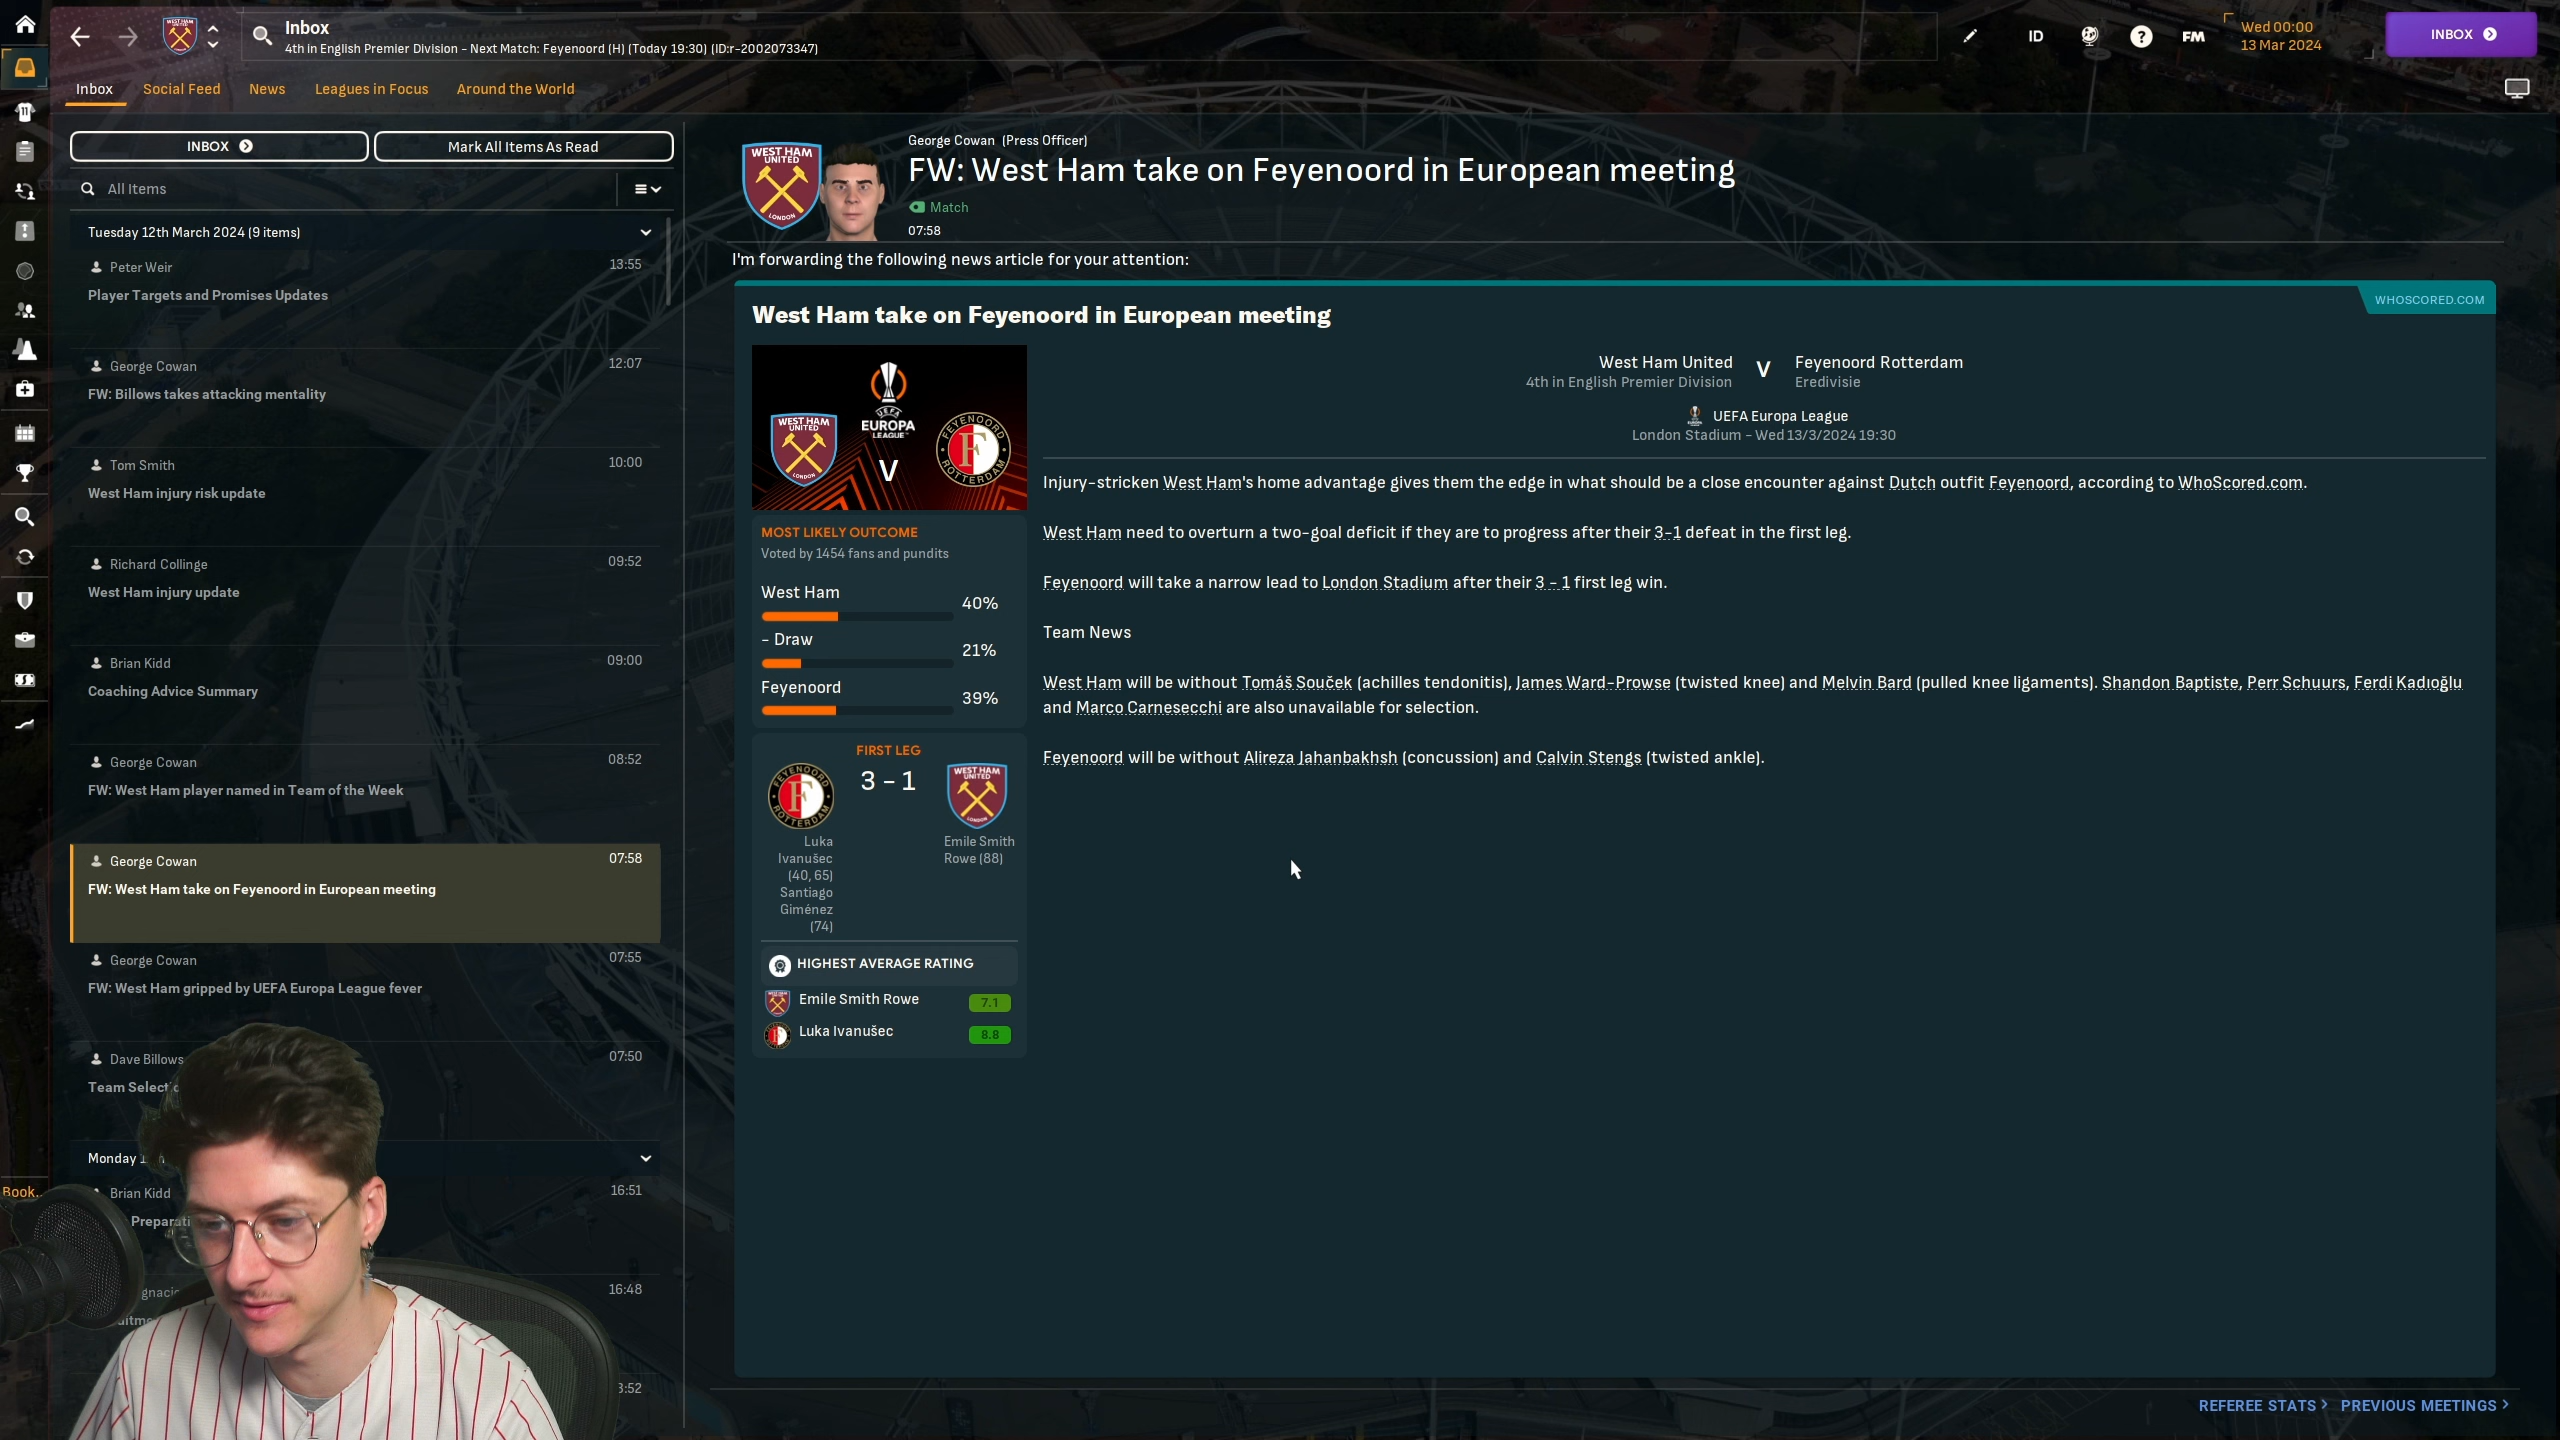 Inbox
4th in English Premier Division - Next Match: Feyenoord (H) (Today 19:30) (ID:r-2002073347)
ID
FM
Wed 00:00
13 Mar 2024
INBOX
Inbox
Social Feed
News
Leagues in Focus
Around the World
INBOX
Mark All Items As Read
All Items
Tuesday 12th March 2024 (9 items)
Peter Weir
13:55
Player Targets and Promises Updates
George Cowan
12:07
FW: Billows takes attacking mentality
Tom Smith
10:00
West Ham injury risk update
Richard Collinge
09:52
West Ham injury update
Brian Kidd
09:00
Coaching Advice Summary
George Cowan
08:52
FW: West Ham player named in Team of the Week
George Cowan
07:58
FW: West Ham take on Feyenoord in European meeting
George Cowan
07:55
FW: West Ham gripped by UEFA Europa League fever
Dave Billows
07:50
Team
Monday
Book..
Brian Kidd
16:51
16:48
George Cowan (Press Officer)
FW: West Ham take on Feyenoord in European meeting
Match
07:58
I'm forwarding the following news article for your attention:
WHOSCORED.COM
West Ham take on Feyenoord in European meeting
WEST HAM
UNITED
LONDON
UEFA
EUROPA
LEAGUE
V
FEYENOORD
ROTTERDAM
West Ham United
V
Feyenoord Rotterdam
4th in English Premier Division
Eredivisie
UEFA Europa League
London Stadium - Wed 13/3/2024 19:30
MOST LIKELY OUTCOME
Voted by 1454 fans and pundits
West Ham
40%
- Draw
21%
Feyenoord
39%
FIRST LEG
3 - 1
Luka
Ivanušec
(40, 65)
Santiago
Giménez
(74)
Emile Smith
Rowe (88)
HIGHEST AVERAGE RATING
Emile Smith Rowe
7.1
Luka Ivanušec
8.8
Injury-stricken West Ham's home advantage gives them the edge in what should be a close encounter against Dutch outfit Feyenoord, according to WhoScored.com.
West Ham need to overturn a two-goal deficit if they are to progress after their 3-1 defeat in the first leg.
Feyenoord will take a narrow lead to London Stadium after their 3 - 1 first leg win.
Team News
West Ham will be without Tomáš Souček (achilles tendonitis), James Ward-Prowse (twisted knee) and Melvin Bard (pulled knee ligaments). Shandon Baptiste, Perr Schuurs, Ferdi Kadıoğlu
and Marco Carnesecchi are also unavailable for selection.
Feyenoord will be without Alireza Jahanbakhsh (concussion) and Calvin Stengs (twisted ankle).
REFEREE STATS
PREVIOUS MEETINGS